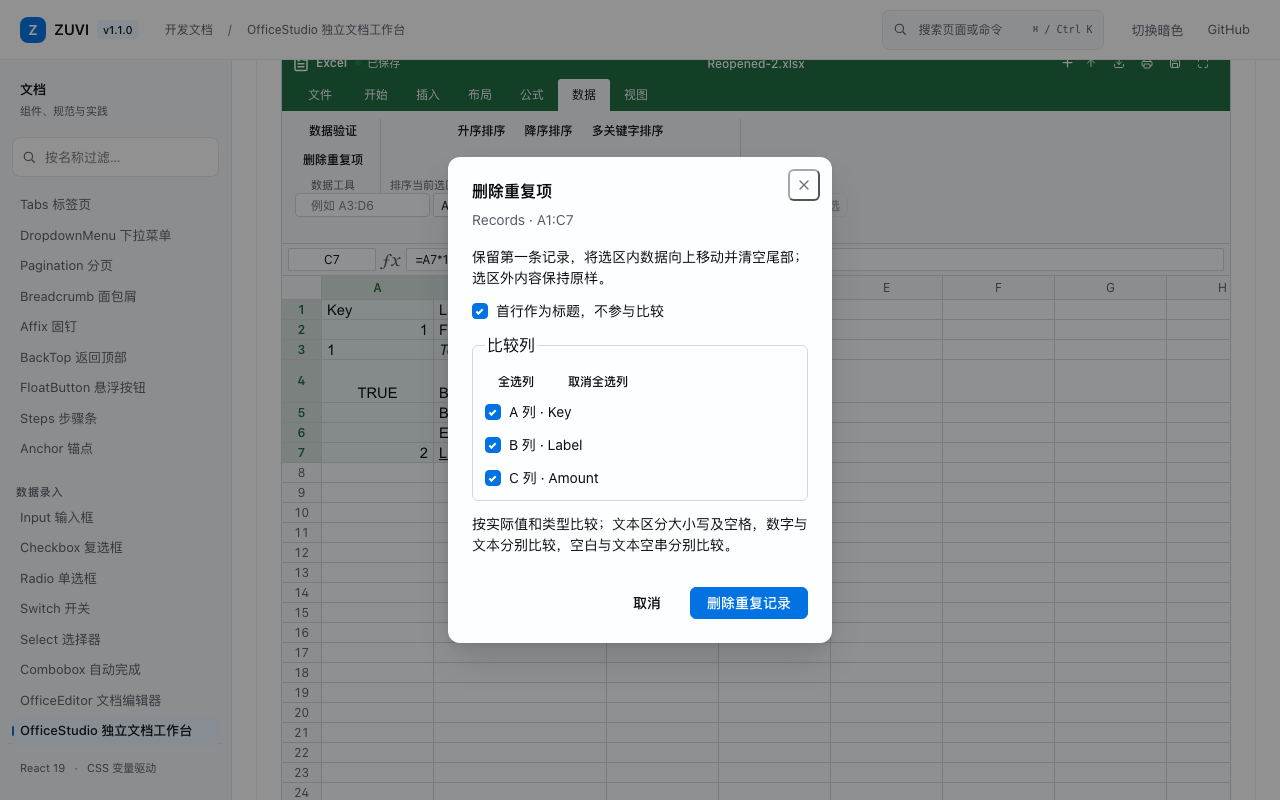 Z ZUVI v1.1.0 开发文档 / OfficeStudio 独立文档工作台 搜索页面或命令 ⌘ / Ctrl K 切换暗色 GitHub
文档
组件、规范与实践
按名称过滤...
Tabs 标签页
DropdownMenu 下拉菜单
Pagination 分页
Breadcrumb 面包屑
Affix 固钉
BackTop 返回顶部
FloatButton 悬浮按钮
Steps 步骤条
Anchor 锚点
数据录入
Input 输入框
Checkbox 复选框
Radio 单选框
Switch 开关
Select 选择器
Combobox 自动完成
OfficeEditor 文档编辑器
OfficeStudio 独立文档工作台
React 19 · CSS 变量驱动
Excel 已保存 Reopened-2.xlsx
文件 开始 插入 布局 公式 数据 视图
数据验证 升序排序 降序排序 多关键字排序
删除重复项
数据工具 排序当前选
例如 A3:D6 A 选
C7 fx =A7*1
A E F G H
1 Key L
2 1 F
3 1 T
4 TRUE B
5 B
6 E
7 2 L
8
9
10
11
12
13
14
15
16
17
18
19
20
21
22
23
24
删除重复项
Records · A1:C7
保留第一条记录，将选区内数据向上移动并清空尾部；
选区外内容保持原样。
首行作为标题，不参与比较
比较列
全选列 取消全选列
A 列 · Key
B 列 · Label
C 列 · Amount
按实际值和类型比较；文本区分大小写及空格，数字与
文本分别比较，空白与文本空串分别比较。
取消 删除重复记录